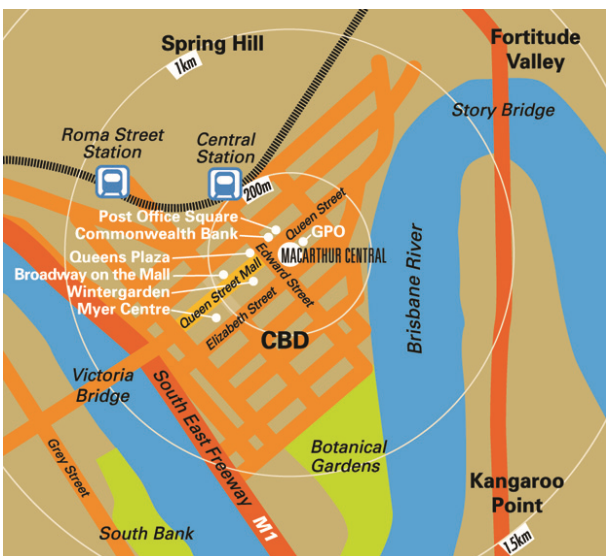 Spring Hill
Fortitude
Valley
1km
Story Bridge
Roma Street
Station
Central
Station
200m
Post Office Square
Queen Street
GPO
Commonwealth Bank
MACARTHUR CENTRAL
Queens Plaza
Edward Street
Broadway on the Mall
Wintergarden
Queen Street Mall
Myer Centre
Elizabeth Street
Brisbane River
CBD
Victoria
Bridge
South East Freeway
M1
Grey Street
Botanical
Gardens
Kangaroo
Point
South Bank
1.5km